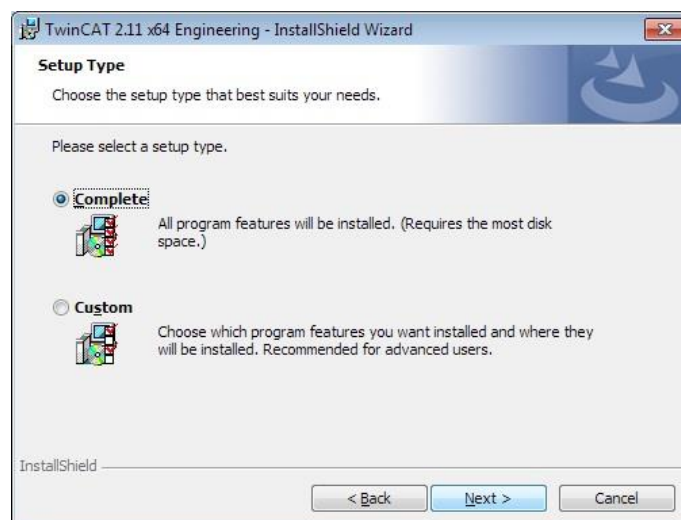 TwinCAT 2.11 x64 Engineering - InstallShield Wizard
Setup Type
Choose the setup type that best suits your needs.
Please select a setup type.
Complete
All program features will be installed. (Requires the most disk
space.)
Custom
Choose which program features you want installed and where they
will be installed. Recommended for advanced users.
InstallShield
< Back
Next >
Cancel